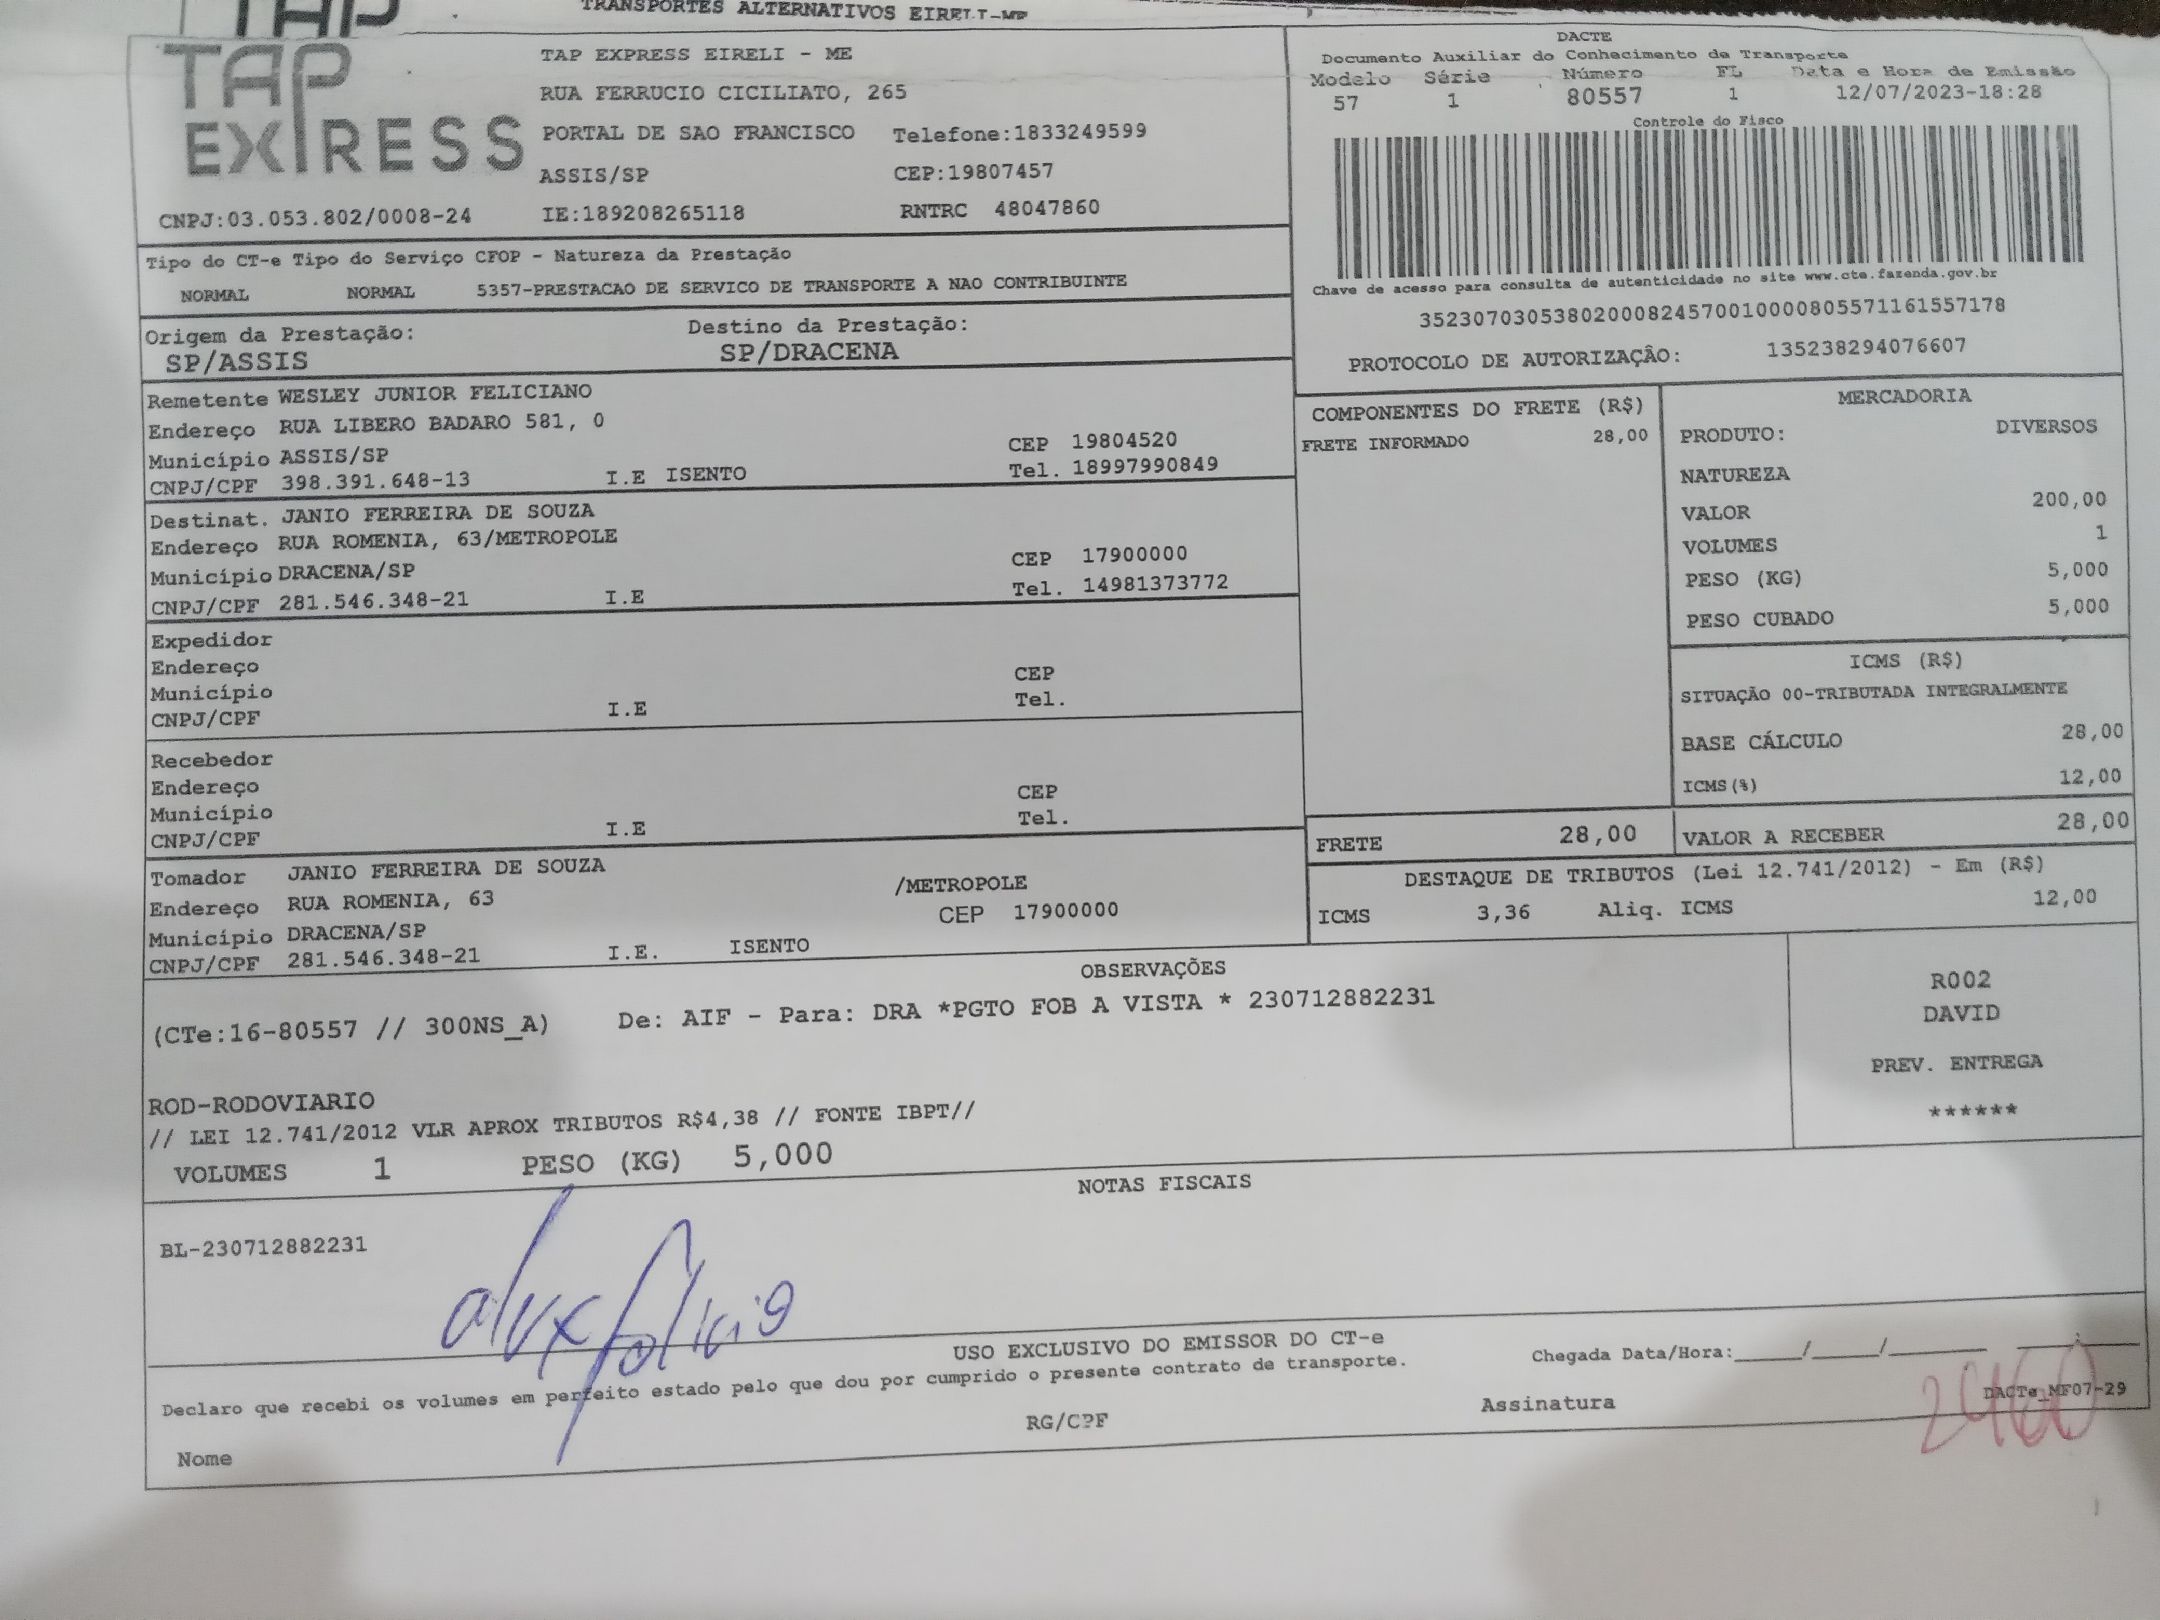 TRANSPORTES ALTERNATIVOS EIRELI-ME
TAP
TAP EXPRESS
TAP EXPRESS EIRELI - ME
RUA FERRUCIO CICILIATO, 265
PORTAL DE SAO FRANCISCO Telefone:1833249599
ASSIS/SP CEP:19807457
CNPJ:03.053.802/0008-24 IE:189208265118 RNTRC 48047860
DACTE
Documento Auxiliar do Conhecimento de Transporte
Modelo Série Número FL Data e Hora de Emissão
57 1 80557 1 12/07/2023-18:28
Controle do Fisco
Chave de acesso para consulta de autenticidade no site www.cte.fazenda.gov.br
35230703053802000824570010000805571161557178
PROTOCOLO DE AUTORIZAÇÃO: 135238294076607
Tipo do CT-e Tipo do Serviço CFOP - Natureza da Prestação
NORMAL NORMAL 5357-PRESTACAO DE SERVICO DE TRANSPORTE A NAO CONTRIBUINTE
Origem da Prestação: Destino da Prestação:
SP/ASSIS SP/DRACENA
Remetente WESLEY JUNIOR FELICIANO
Endereço RUA LIBERO BADARO 581, 0
Município ASSIS/SP CEP 19804520
CNPJ/CPF 398.391.648-13 I.E ISENTO Tel. 18997990849
Destinat. JANIO FERREIRA DE SOUZA
Endereço RUA ROMENIA, 63/METROPOLE
Município DRACENA/SP CEP 17900000
CNPJ/CPF 281.546.348-21 I.E Tel. 14981373772
Expedidor
Endereço
Município CEP
CNPJ/CPF I.E Tel.
Recebedor
Endereço
Município CEP
CNPJ/CPF I.E Tel.
Tomador JANIO FERREIRA DE SOUZA
Endereço RUA ROMENIA, 63 /METROPOLE
Município DRACENA/SP CEP 17900000
CNPJ/CPF 281.546.348-21 I.E. ISENTO
COMPONENTES DO FRETE (R$)
FRETE INFORMADO 28,00
MERCADORIA
PRODUTO: DIVERSOS
NATUREZA
VALOR 200,00
VOLUMES 1
PESO (KG) 5,000
PESO CUBADO 5,000
ICMS (R$)
SITUAÇÃO 00-TRIBUTADA INTEGRALMENTE
BASE CÁLCULO 28,00
ICMS(%) 12,00
FRETE 28,00 VALOR A RECEBER 28,00
DESTAQUE DE TRIBUTOS (Lei 12.741/2012) - Em (R$)
ICMS 3,36 Aliq. ICMS 12,00
OBSERVAÇÕES
(CTe:16-80557 // 300NS_A) De: AIF - Para: DRA *PGTO FOB A VISTA * 230712882231
ROD-RODOVIARIO
// LEI 12.741/2012 VLR APROX TRIBUTOS R$4,38 // FONTE IBPT//
VOLUMES 1 PESO (KG) 5,000
R002
DAVID
PREV. ENTREGA
******
NOTAS FISCAIS
BL-230712882231
USO EXCLUSIVO DO EMISSOR DO CT-e
Declaro que recebi os volumes em perfeito estado pelo que dou por cumprido o presente contrato de transporte.
Chegada Data/Hora:_____/_____/_______
Nome RG/CPF Assinatura
DACTe_MF07-29